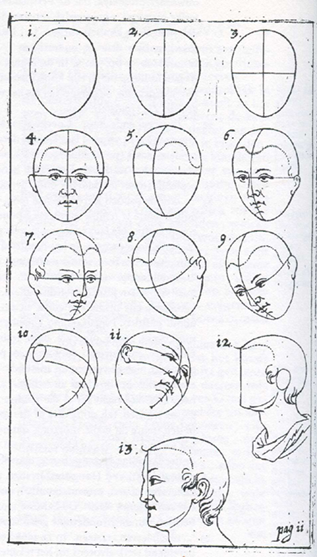 1. 2. 3.
4. 5. 6.
7. 8. 9.
10. 11. 12.
13.
pag 11.